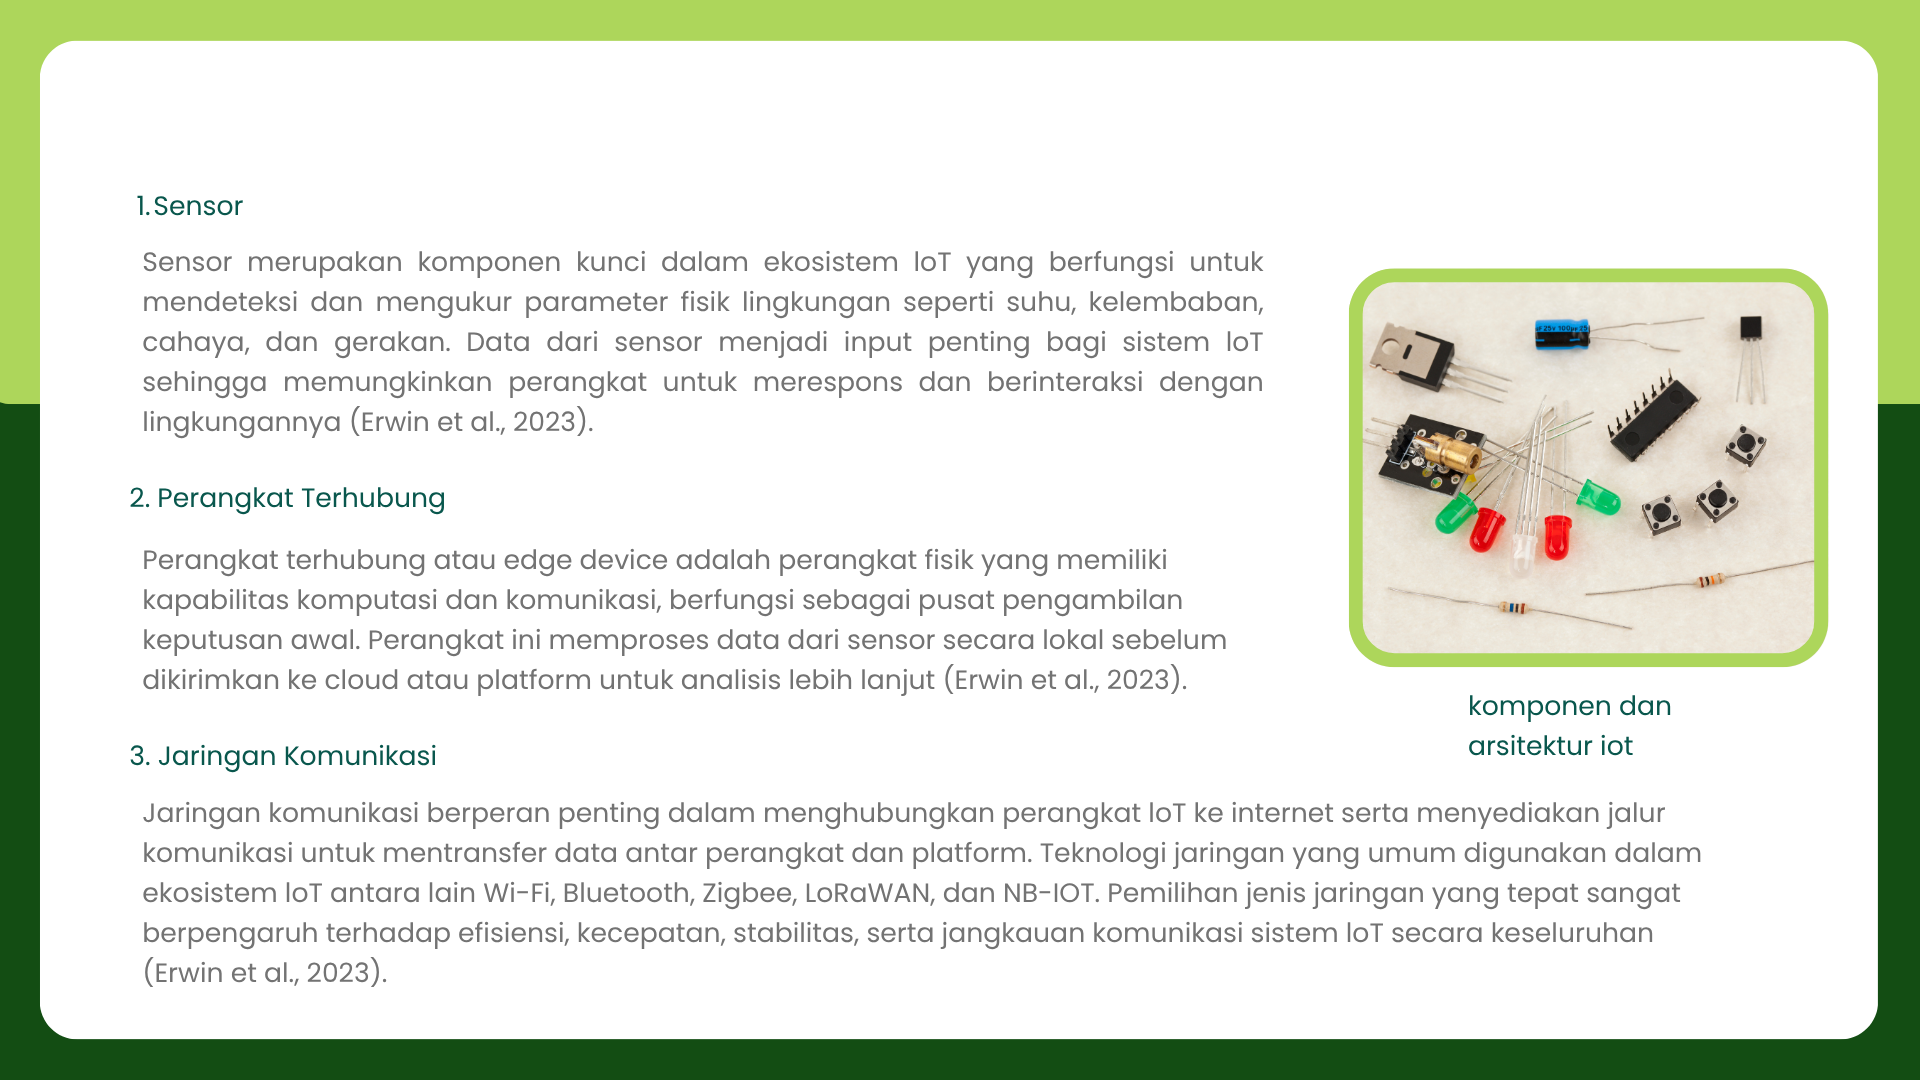 1.Sensor
Sensor merupakan komponen kunci dalam ekosistem IoT yang berfungsi untuk
mendeteksi dan mengukur parameter fisik lingkungan seperti suhu, kelembaban,
cahaya, dan gerakan. Data dari sensor menjadi input penting bagi sistem IoT
sehingga memungkinkan perangkat untuk merespons dan berinteraksi dengan
lingkungannya (Erwin et al., 2023).
2. Perangkat Terhubung
Perangkat terhubung atau edge device adalah perangkat fisik yang memiliki
kapabilitas komputasi dan komunikasi, berfungsi sebagai pusat pengambilan
keputusan awal. Perangkat ini memproses data dari sensor secara lokal sebelum
dikirimkan ke cloud atau platform untuk analisis lebih lanjut (Erwin et al., 2023).
komponen dan
arsitektur iot
3. Jaringan Komunikasi
Jaringan komunikasi berperan penting dalam menghubungkan perangkat IoT ke internet serta menyediakan jalur
komunikasi untuk mentransfer data antar perangkat dan platform. Teknologi jaringan yang umum digunakan dalam
ekosistem IoT antara lain Wi-Fi, Bluetooth, Zigbee, LoRaWAN, dan NB-IOT. Pemilihan jenis jaringan yang tepat sangat
berpengaruh terhadap efisiensi, kecepatan, stabilitas, serta jangkauan komunikasi sistem IoT secara keseluruhan
(Erwin et al., 2023).